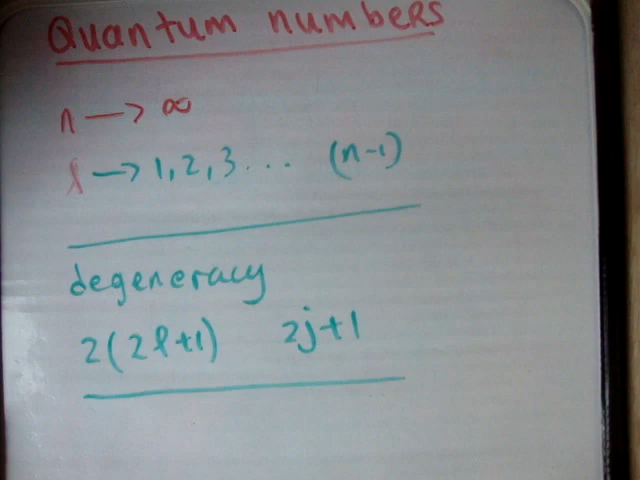 Quantum numbers
n → ∞
l → 1, 2, 3 ... (n-1)
degeneracy
2(2l+1) 2j+1